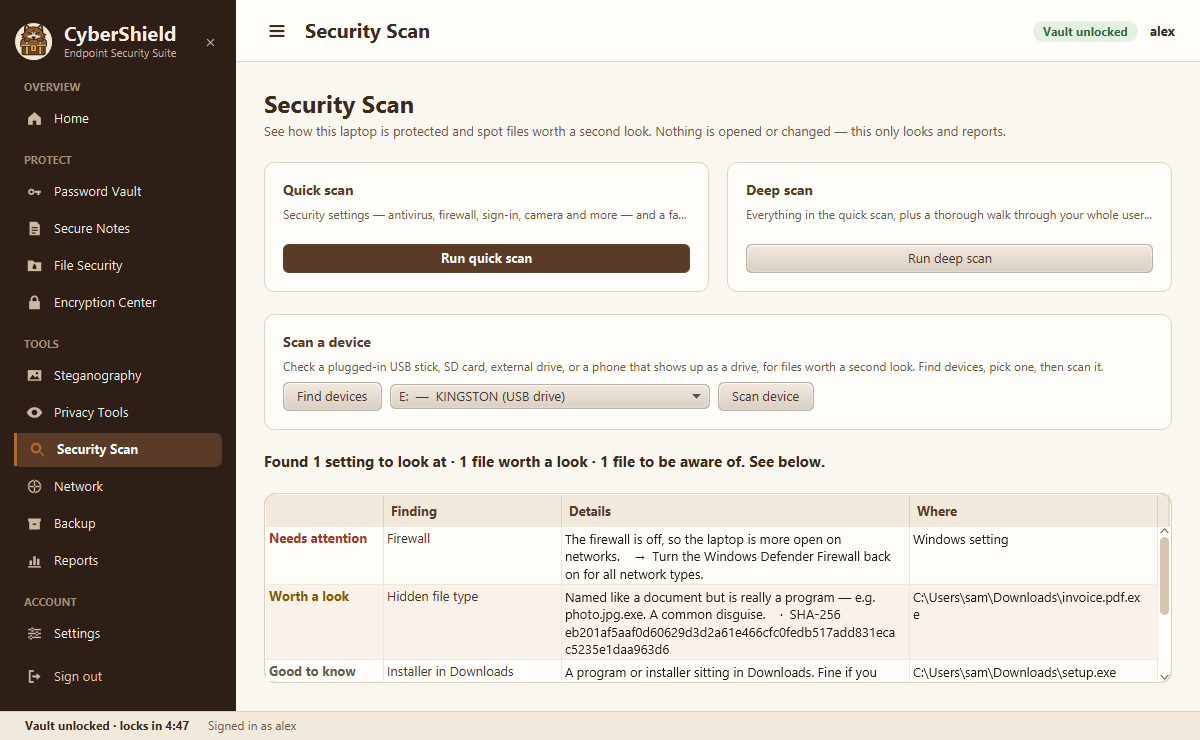 CyberShield
Endpoint Security Suite
×
OVERVIEW
Home
PROTECT
Password Vault
Secure Notes
File Security
Encryption Center
TOOLS
Steganography
Privacy Tools
Security Scan
Network
Backup
Reports
ACCOUNT
Settings
Sign out
Security Scan
Vault unlocked
alex
Security Scan
See how this laptop is protected and spot files worth a second look. Nothing is opened or changed — this only looks and reports.
Quick scan
Security settings — antivirus, firewall, sign-in, camera and more — and a fa...
Run quick scan
Deep scan
Everything in the quick scan, plus a thorough walk through your whole user...
Run deep scan
Scan a device
Check a plugged-in USB stick, SD card, external drive, or a phone that shows up as a drive, for files worth a second look. Find devices, pick one, then scan it.
Find devices
E: — KINGSTON (USB drive)
Scan device
Found 1 setting to look at · 1 file worth a look · 1 file to be aware of. See below.
Finding
Details
Where
Needs attention
Firewall
The firewall is off, so the laptop is more open on
networks. → Turn the Windows Defender Firewall back
on for all network types.
Windows setting
Worth a look
Hidden file type
Named like a document but is really a program — e.g.
photo.jpg.exe. A common disguise. · SHA-256
eb201af5aaf0d60629d3d2a61e466cfc0fedb517add831eca
c5235e1daa963d6
C:\Users\sam\Downloads\invoice.pdf.ex
e
Good to know
Installer in Downloads
A program or installer sitting in Downloads. Fine if you
C:\Users\sam\Downloads\setup.exe
Vault unlocked · locks in 4:47
Signed in as alex